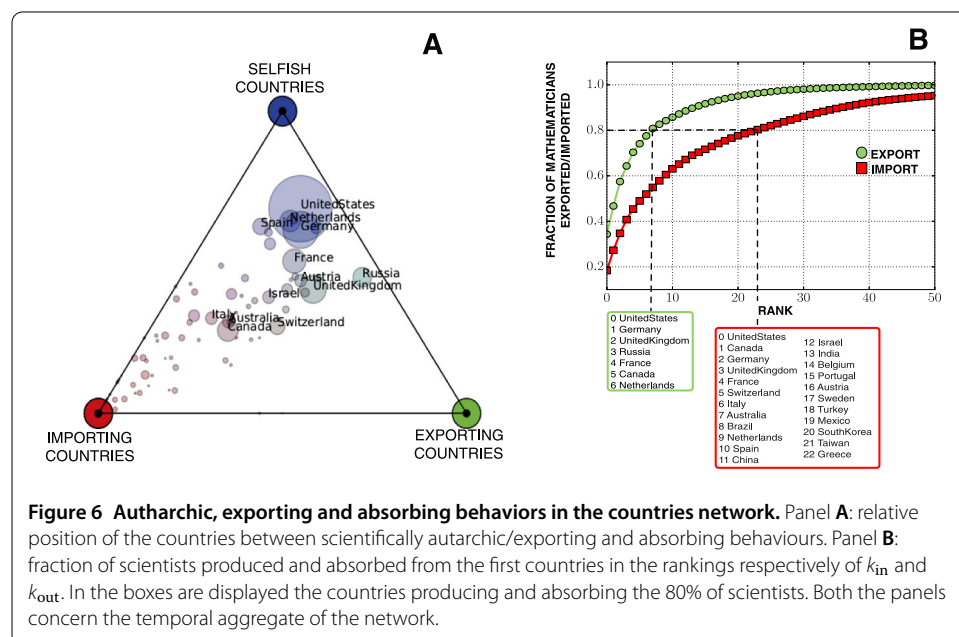 A
SELFISH
COUNTRIES
UnitedStates
Netherlands
Spain
Germany
France
Russia
Austria
UnitedKingdom
Israel
Italy
Australia
Canada
Switzerland
IMPORTING
COUNTRIES
EXPORTING
COUNTRIES
B
FRACTION OF MATHEMATICIANS
EXPORTED/IMPORTED
1.0
0.8
0.6
0.4
0.2
EXPORT
IMPORT
0
10
20
30
40
50
RANK
0 UnitedStates
1 Germany
2 UnitedKingdom
3 Russia
4 France
5 Canada
6 Netherlands
0 UnitedStates
1 Canada
2 Germany
3 UnitedKingdom
4 France
5 Switzerland
6 Italy
7 Australia
8 Brazil
9 Netherlands
10 Spain
11 China
12 Israel
13 India
14 Belgium
15 Portugal
16 Austria
17 Sweden
18 Turkey
19 Mexico
20 SouthKorea
21 Taiwan
22 Greece
Figure 6 Autharchic, exporting and absorbing behaviors in the countries network. Panel A: relative
position of the countries between scientifically autarchic/exporting and absorbing behaviours. Panel B:
fraction of scientists produced and absorbed from the first countries in the rankings respectively of k_in and
k_out. In the boxes are displayed the countries producing and absorbing the 80% of scientists. Both the panels
concern the temporal aggregate of the network.